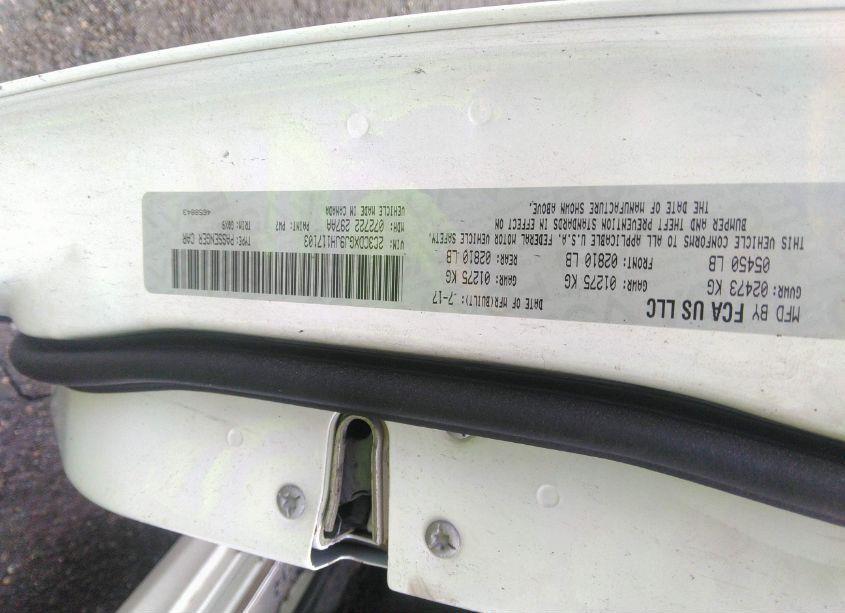 MFD BY FCA US LLC DATE OF MFR(BUILT): 7-17
GVWR: 02473 KG GAWR: 01275 KG GAWR: 01275 KG
05450 LB FRONT: 02810 LB REAR: 02810 LB
THIS VEHICLE CONFORMS TO ALL APPLICABLE U.S.A. FEDERAL MOTOR VEHICLE SAFETY,
BUMPER AND THEFT PREVENTION STANDARDS IN EFFECT ON
THE DATE OF MANUFACTURE SHOWN ABOVE.
VIN: TYPE: PASSENGER CAR
MDH: 072722 297AA PAINT: PW7 TRIM:
VEHICLE MADE IN CANADA 4658843